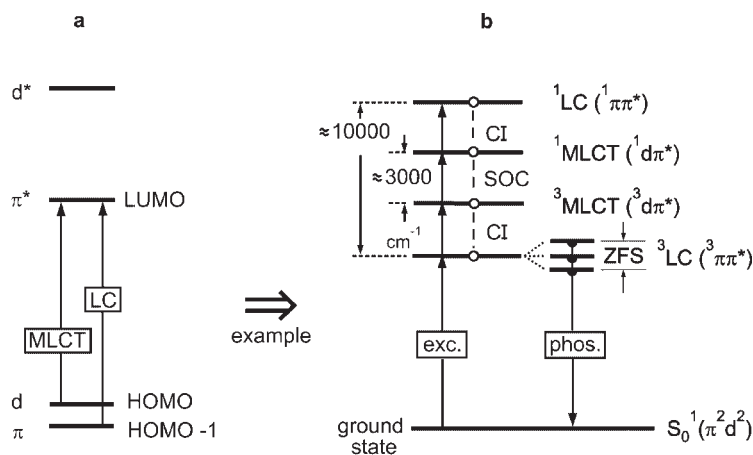 a
d*
π*
LUMO
LC
MLCT
d
HOMO
π
HOMO -1
example
b
¹LC (¹ππ*)
≈10000
CI
¹MLCT (¹dπ*)
≈3000
SOC
³MLCT (³dπ*)
cm⁻¹
CI
ZFS
³LC (³ππ*)
exc.
phos.
ground
state
S₀ ¹(π²d²)